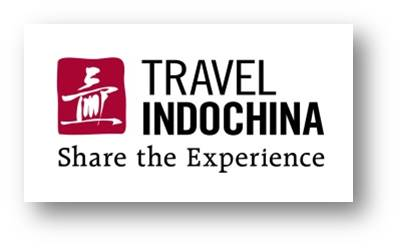 TRAVEL
INDOCHINA
Share the Experience